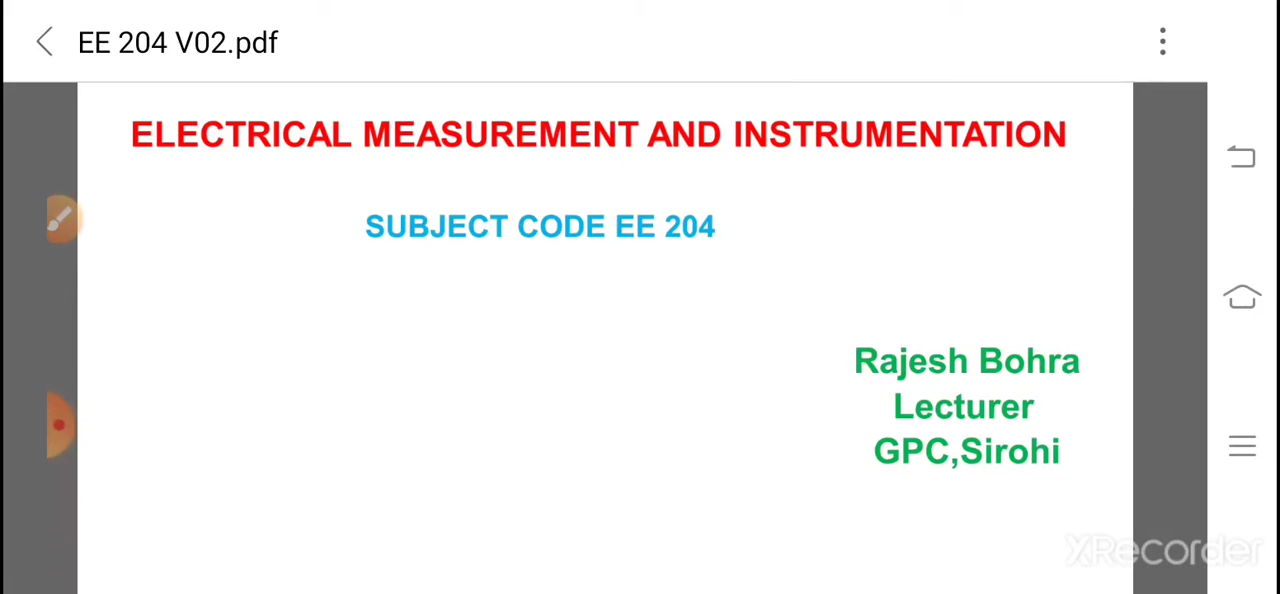 EE 204 V02.pdf
ELECTRICAL MEASUREMENT AND INSTRUMENTATION
SUBJECT CODE EE 204
Rajesh Bohra
Lecturer
GPC,Sirohi
XRecorder